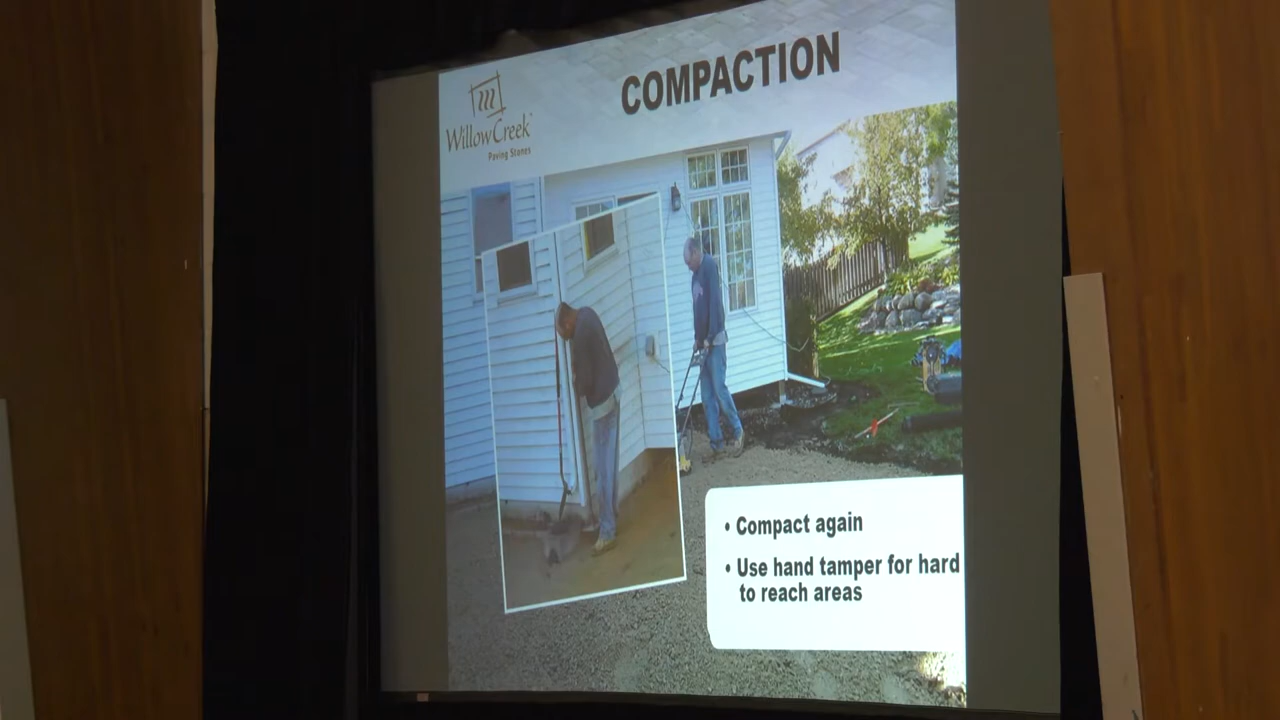 COMPACTION
WillowCreek
Paving Stones
• Compact again
• Use hand tamper for hard
to reach areas